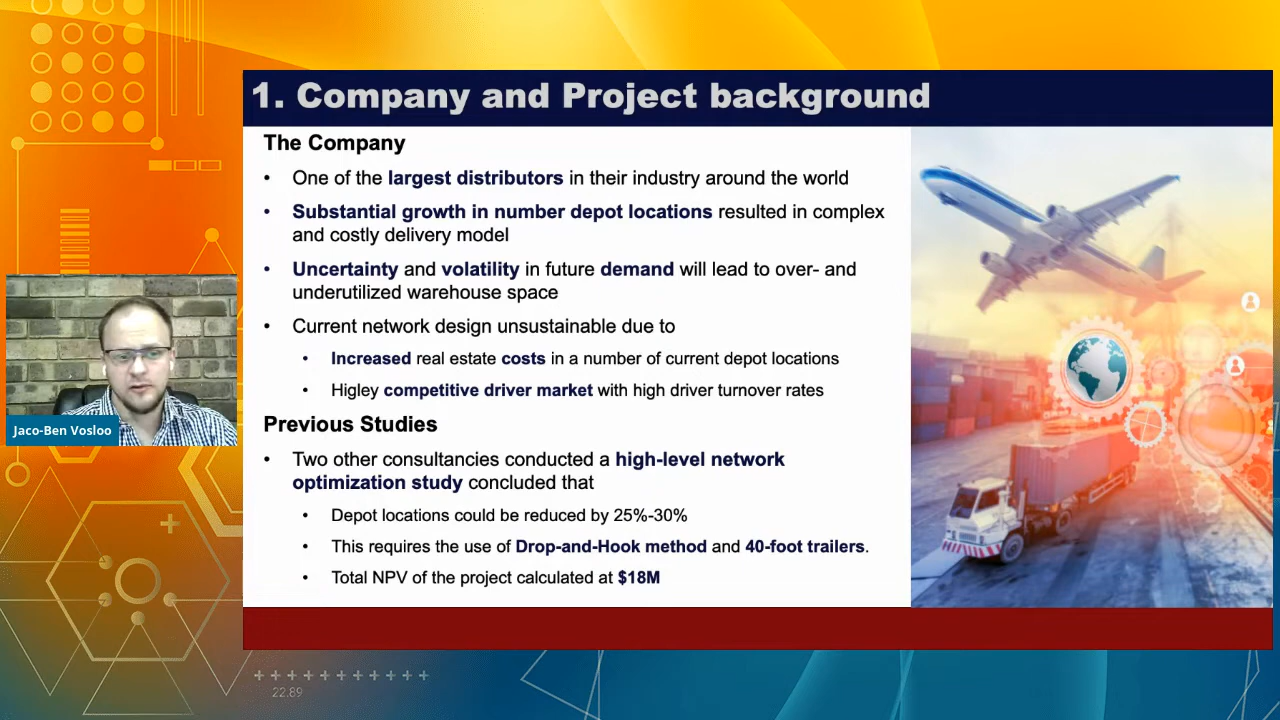 1. Company and Project background
The Company
• One of the largest distributors in their industry around the world
• Substantial growth in number depot locations resulted in complex
and costly delivery model
• Uncertainty and volatility in future demand will lead to over- and
underutilized warehouse space
• Current network design unsustainable due to
• Increased real estate costs in a number of current depot locations
• Higley competitive driver market with high driver turnover rates
Previous Studies
• Two other consultancies conducted a high-level network
optimization study concluded that
• Depot locations could be reduced by 25%-30%
• This requires the use of Drop-and-Hook method and 40-foot trailers.
• Total NPV of the project calculated at $18M
Jaco-Ben Vosloo
22.89